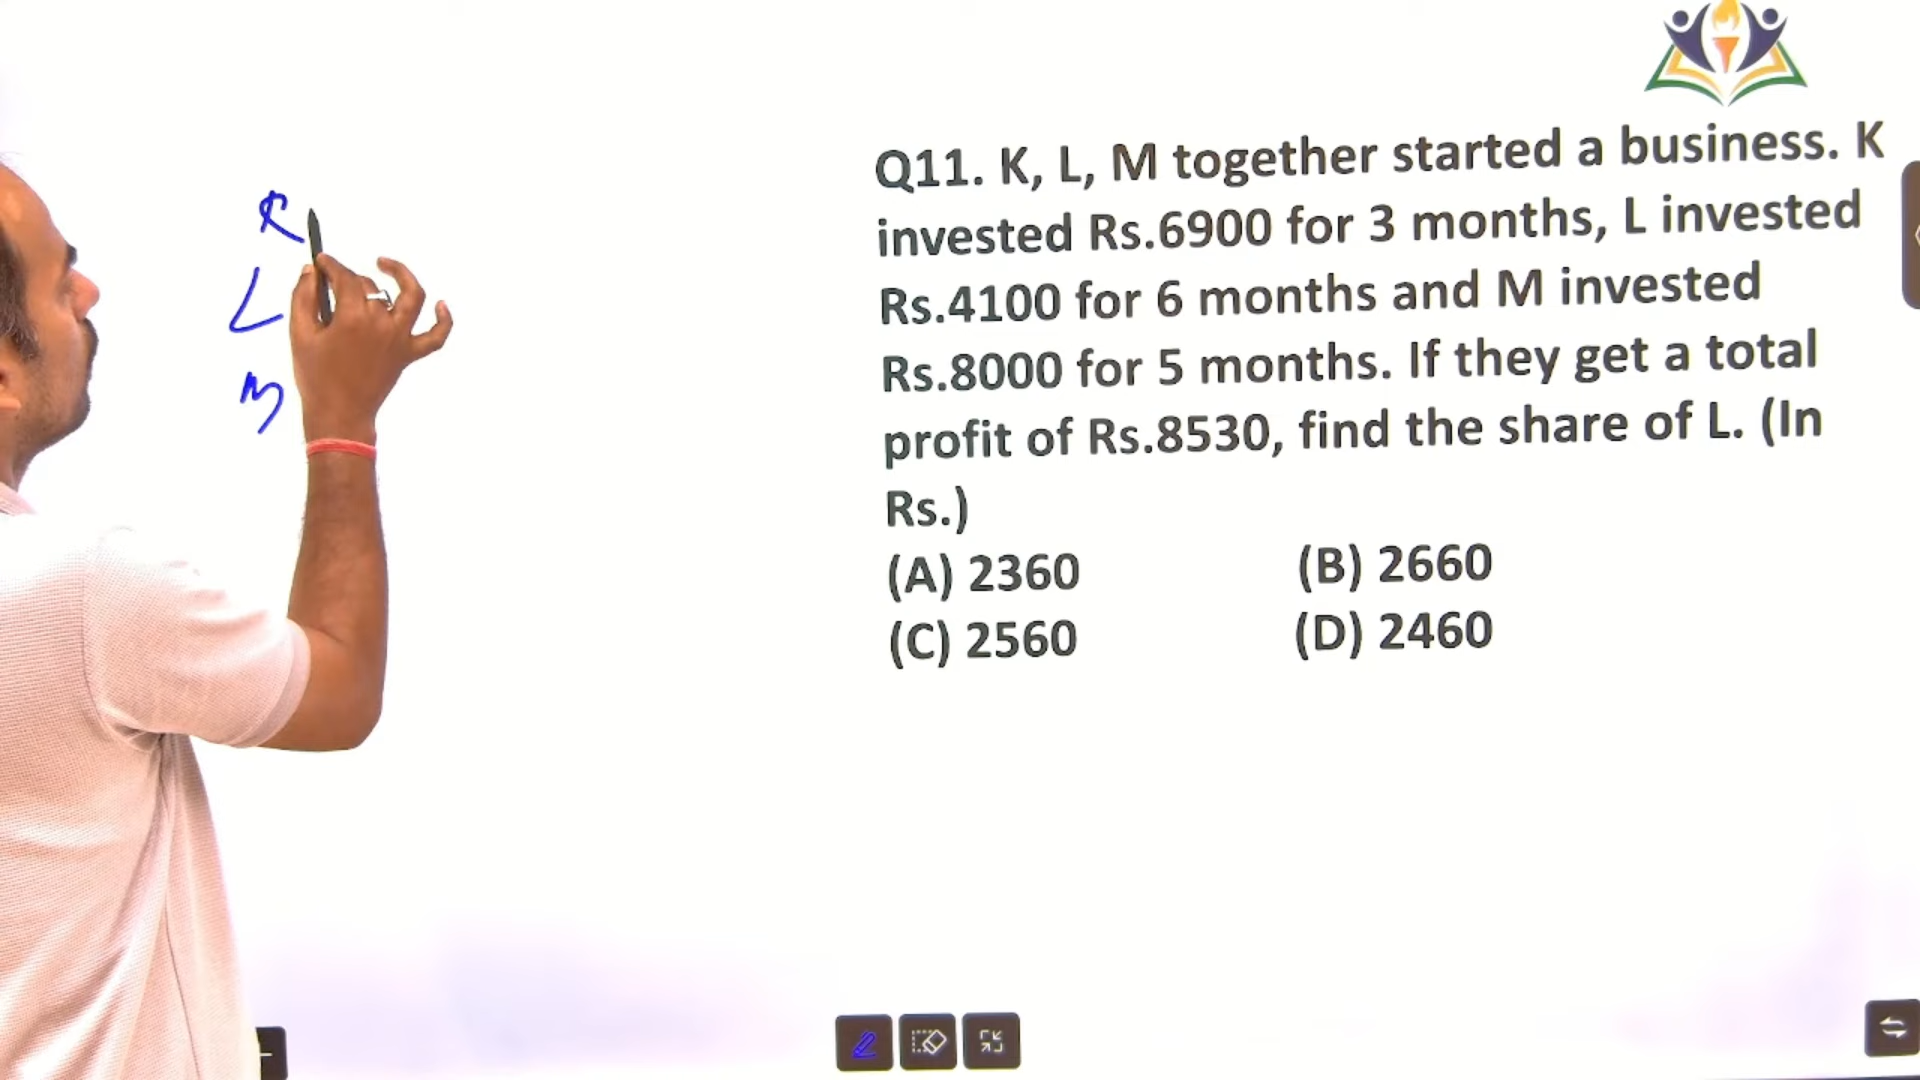 K
L
M
Q11. K, L, M together started a business. K
invested Rs.6900 for 3 months, L invested
Rs.4100 for 6 months and M invested
Rs.8000 for 5 months. If they get a total
profit of Rs.8530, find the share of L. (In
Rs.)
(A) 2360 (B) 2660
(C) 2560 (D) 2460